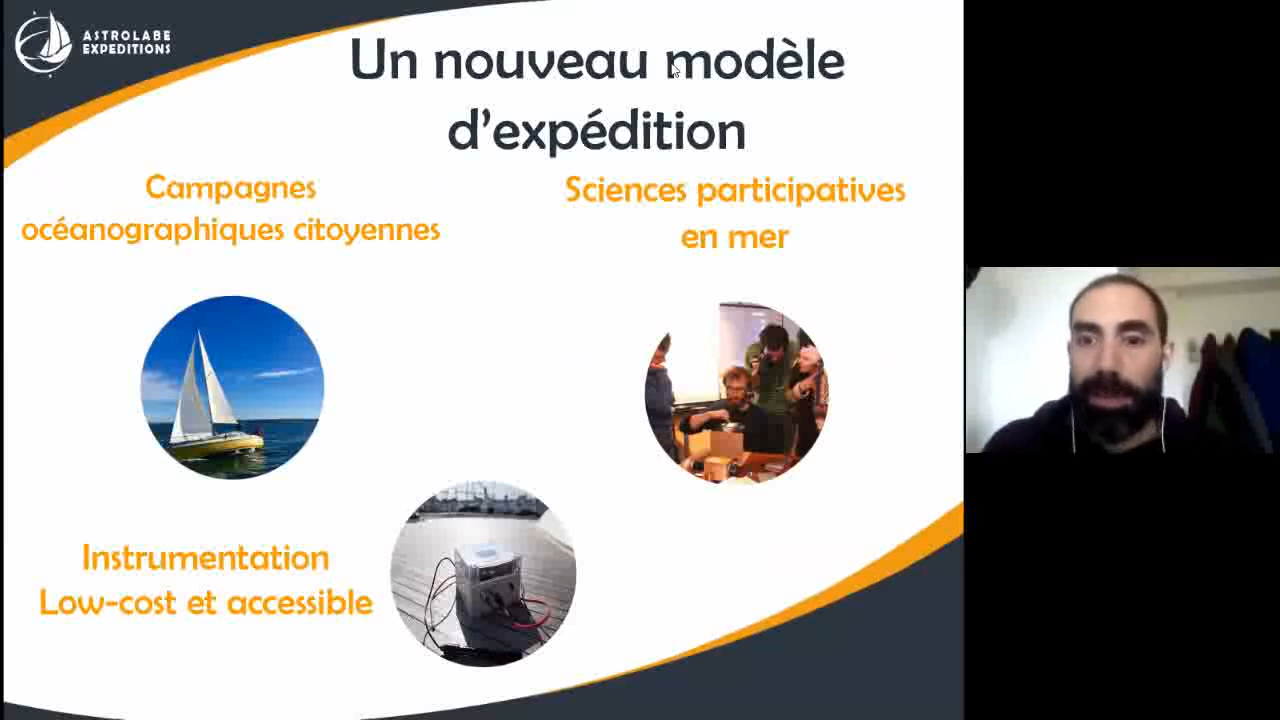 ASTROLABE
EXPEDITIONS
Un nouveau modèle
d'expédition
Campagnes
océanographiques citoyennes
Sciences participatives
en mer
Instrumentation
Low-cost et accessible